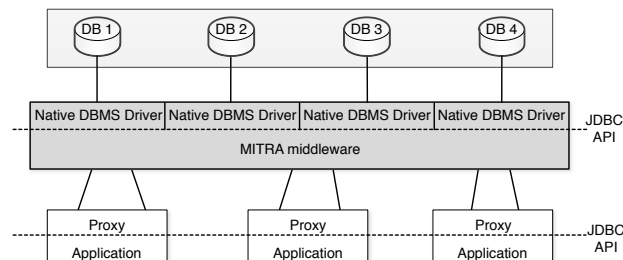 DB 1 DB 2 DB 3 DB 4
Native DBMS Driver Native DBMS Driver Native DBMS Driver Native DBMS Driver
JDBC
API
MITRA middleware
Proxy Proxy Proxy
JDBC
API
Application Application Application